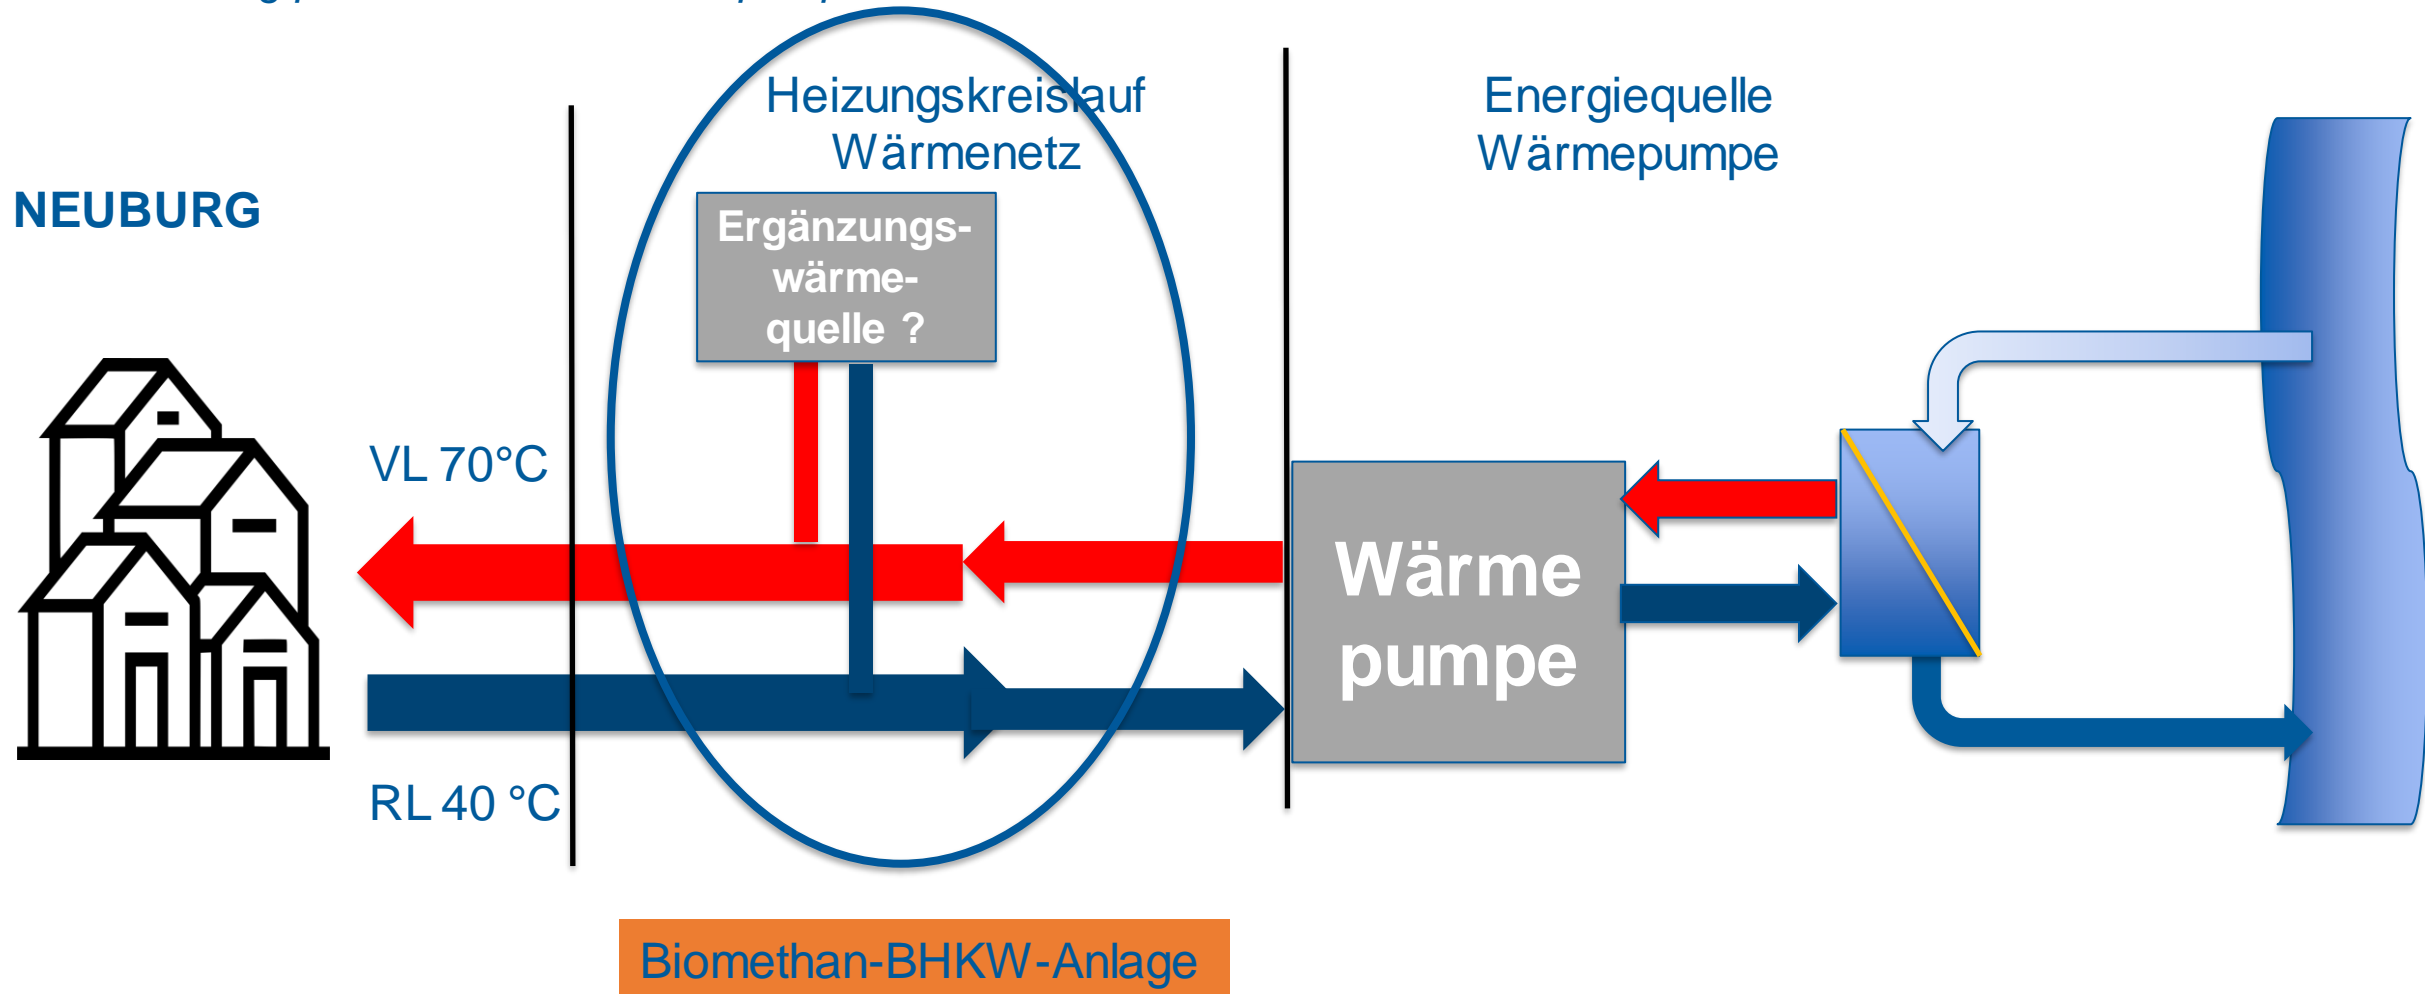 Heizungskreislauf
Wärmenetz
Energiequelle
Wärmepumpe
NEUBURG
Ergänzungs-
wärme-
quelle ?
VL 70°C
Wärme
pumpe
RL 40 °C
Biomethan-BHKW-Anlage